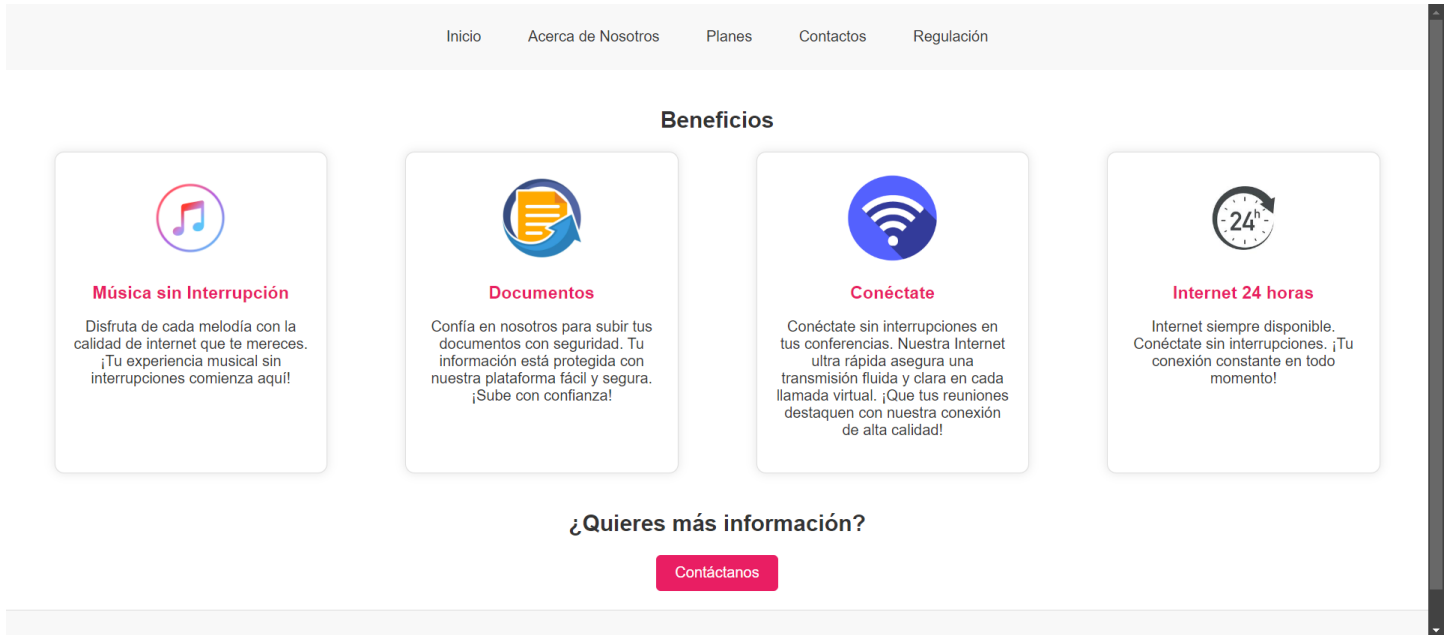 Inicio Acerca de Nosotros Planes Contactos Regulación
Beneficios
Música sin Interrupción
Disfruta de cada melodía con la
calidad de internet que te mereces.
¡Tu experiencia musical sin
interrupciones comienza aquí!
Documentos
Confía en nosotros para subir tus
documentos con seguridad. Tu
información está protegida con
nuestra plataforma fácil y segura.
¡Sube con confianza!
Conéctate
Conéctate sin interrupciones en
tus conferencias. Nuestra Internet
ultra rápida asegura una
transmisión fluida y clara en cada
llamada virtual. ¡Que tus reuniones
destaquen con nuestra conexión
de alta calidad!
24h
Internet 24 horas
Internet siempre disponible.
Conéctate sin interrupciones. ¡Tu
conexión constante en todo
momento!
¿Quieres más información?
Contáctanos